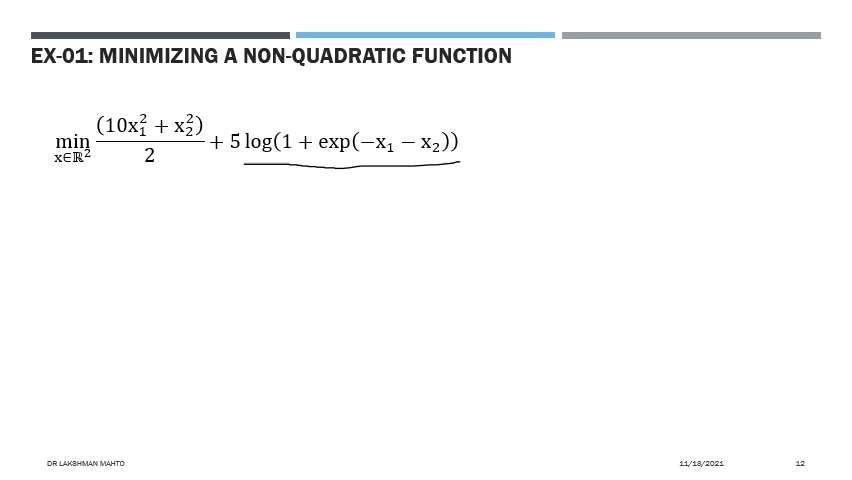 EX-01: MINIMIZING A NON-QUADRATIC FUNCTION
min_{x∈ℝ²} (10x₁² + x₂²)/2 + 5 log(1 + exp(−x₁ − x₂))
DR LAKSHMAN MAHTO
11/18/2021
12